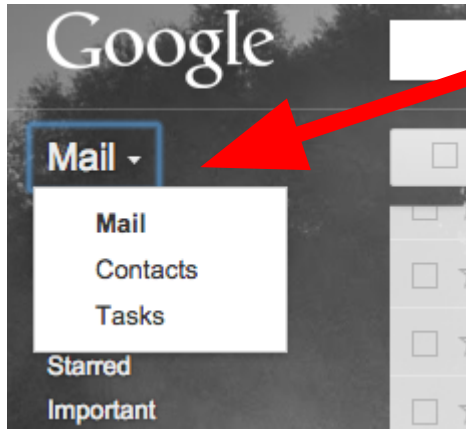 Google
Mail
Mail
Contacts
Tasks
Starred
Important